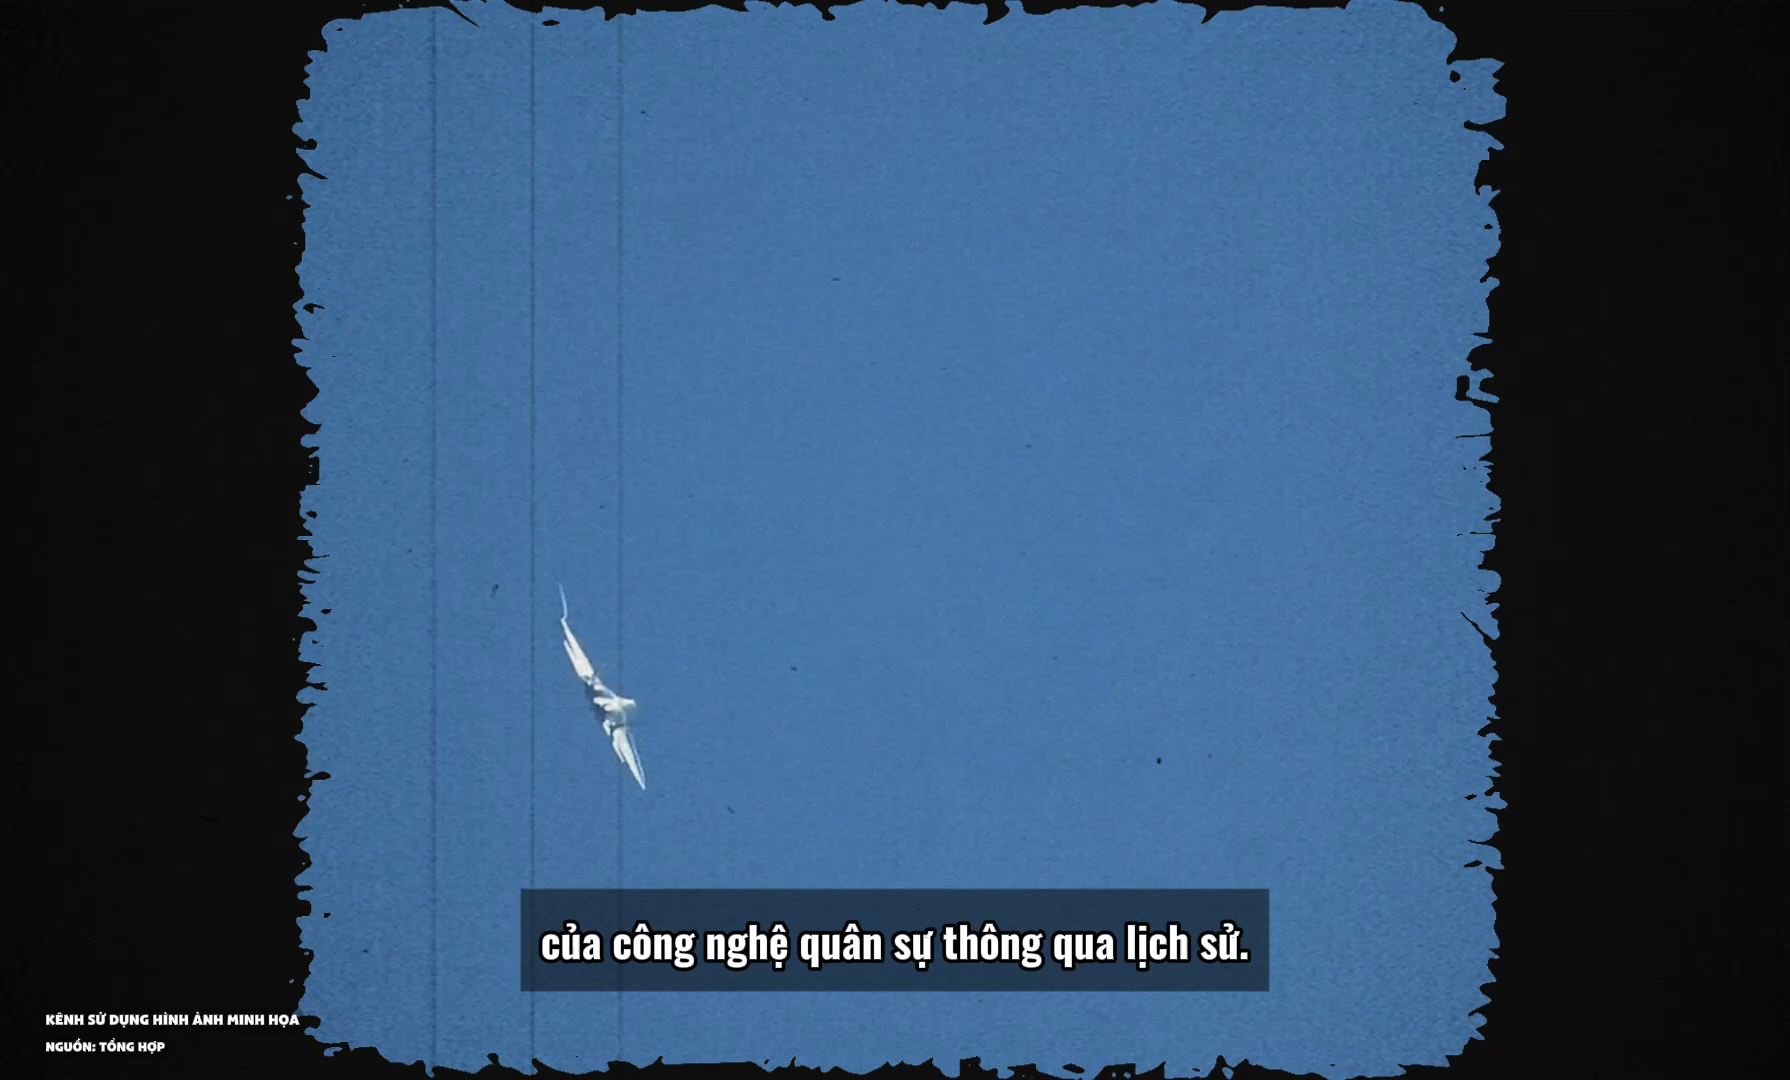 của công nghệ quân sự thông qua lịch sử.
KÊNH SỬ DỤNG HÌNH ẢNH MINH HỌA
NGUỒN: TỔNG HỢP